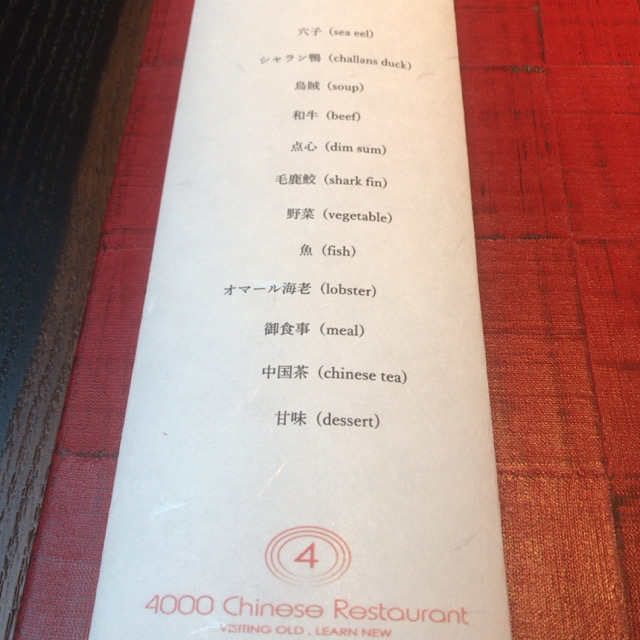 穴子（sea eel）
シャラン鴨（challans duck）
烏賊（soup）
和牛（beef）
点心（dim sum）
毛鹿鮫（shark fin）
野菜（vegetable）
魚（fish）
オマール海老（lobster）
御食事（meal）
中国茶（chinese tea）
甘味（dessert）
4
4000 Chinese Restaurant
VISITING OLD . LEARN NEW